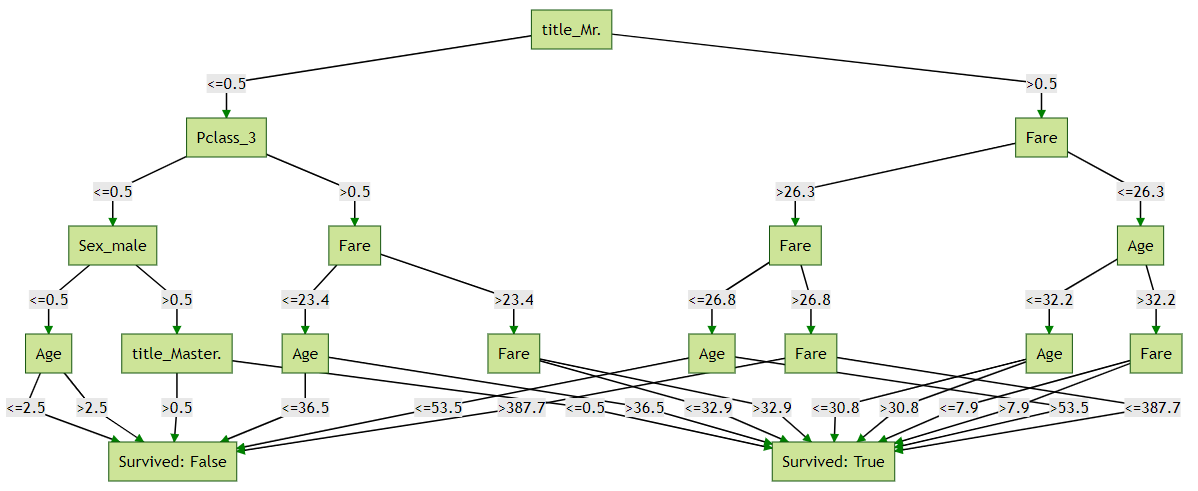 title_Mr.
<=0.5
>0.5
Pclass_3
Fare
<=0.5
>0.5
>26.3
<=26.3
Sex_male
Fare
Fare
Age
<=0.5
>0.5
<=23.4
>23.4
<=26.8
>26.8
<=32.2
>32.2
Age
title_Master.
Age
Fare
Age
Fare
Age
Fare
<=2.5
>2.5
>0.5
<=36.5
<=53.5
>387.7
<=0.5
>36.5
<=32.9
>32.9
<=30.8
>30.8
<=7.9
>7.9
>53.5
<=387.7
Survived: False
Survived: True